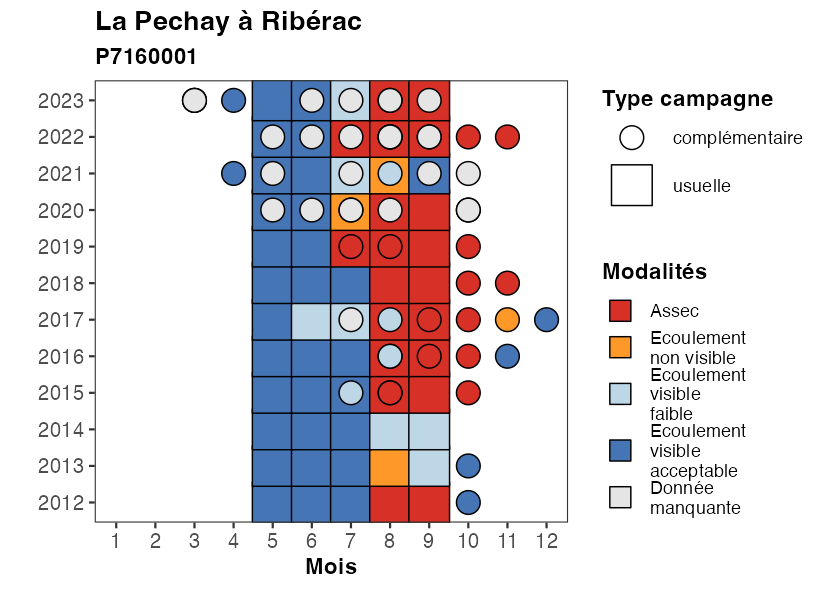 La Pechay à Ribérac
P7160001
2023
2022
2021
2020
2019
2018
2017
2016
2015
2014
2013
2012
1 2 3 4 5 6 7 8 9 10 11 12
Mois
Type campagne
complémentaire
usuelle
Modalités
Assec
Ecoulement
non visible
Ecoulement
visible
faible
Ecoulement
visible
acceptable
Donnée
manquante